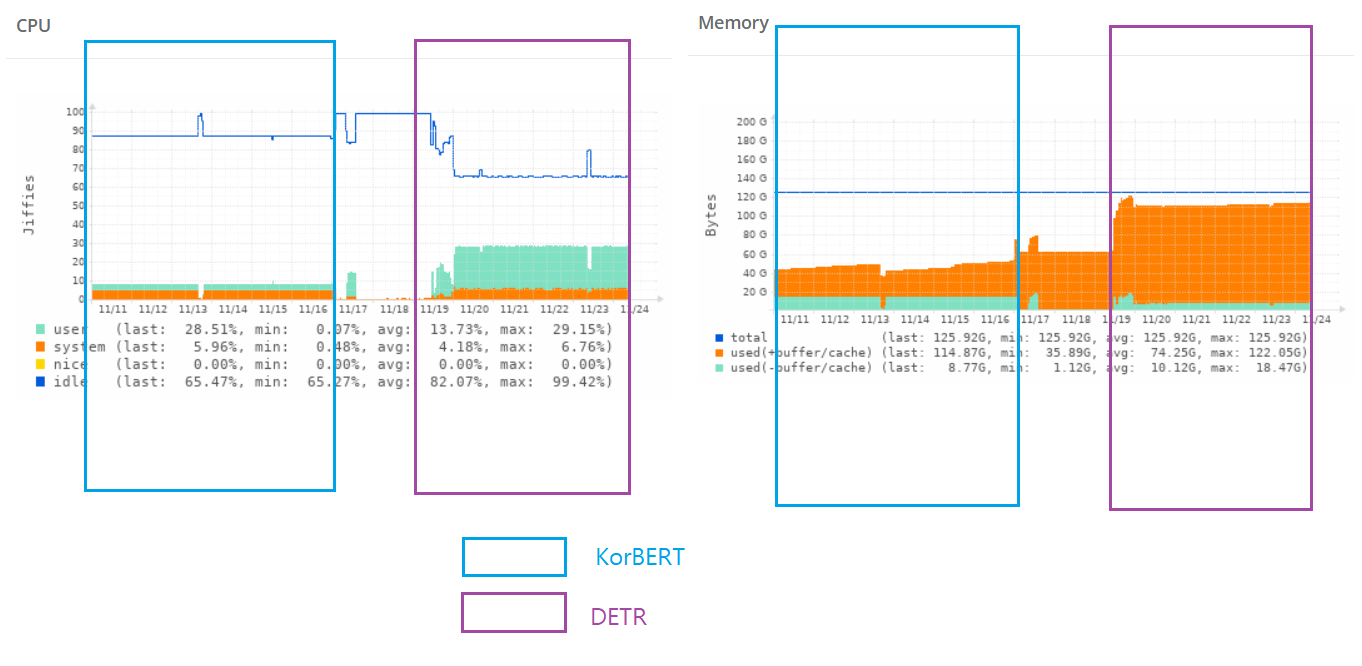 CPU
Jiffies
100
90
80
70
60
50
40
30
20
10
0
11/11 11/12 11/13 11/14 11/15 11/16 11/17 11/18 11/19 11/20 11/21 11/22 11/23 11/24
user (last: 28.51%, min: 0.07%, avg: 13.73%, max: 29.15%)
system (last: 5.96%, min: 0.48%, avg: 4.18%, max: 6.76%)
nice (last: 0.00%, min: 0.00%, avg: 0.00%, max: 0.00%)
idle (last: 65.47%, min: 65.27%, avg: 82.07%, max: 99.42%)
Memory
Bytes
200 G
180 G
160 G
140 G
120 G
100 G
80 G
60 G
40 G
20 G
11/11 11/12 11/13 11/14 11/15 11/16 11/17 11/18 11/19 11/20 11/21 11/22 11/23 11/24
total (last: 125.92G, min: 125.92G, avg: 125.92G, max: 125.92G)
used(+buffer/cache) (last: 114.87G, min: 35.89G, avg: 74.25G, max: 122.05G)
used(-buffer/cache) (last: 8.77G, min: 1.12G, avg: 10.12G, max: 18.47G)
KorBERT
DETR